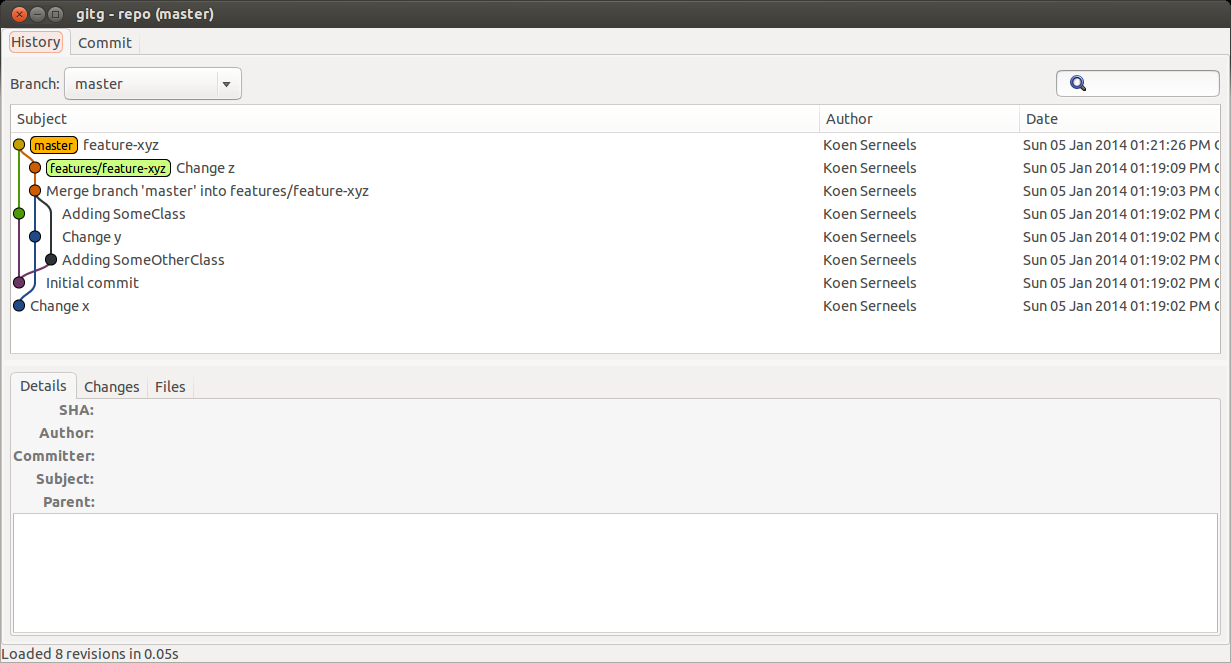 gitg - repo (master)
History Commit
Branch: master
Subject Author Date
master feature-xyz Koen Serneels Sun 05 Jan 2014 01:21:26 PM
features/feature-xyz Change z Koen Serneels Sun 05 Jan 2014 01:19:09 PM
Merge branch 'master' into features/feature-xyz Koen Serneels Sun 05 Jan 2014 01:19:03 PM
Adding SomeClass Koen Serneels Sun 05 Jan 2014 01:19:02 PM
Change y Koen Serneels Sun 05 Jan 2014 01:19:02 PM
Adding SomeOtherClass Koen Serneels Sun 05 Jan 2014 01:19:02 PM
Initial commit Koen Serneels Sun 05 Jan 2014 01:19:02 PM
Change x Koen Serneels Sun 05 Jan 2014 01:19:02 PM
Details Changes Files
SHA:
Author:
Committer:
Subject:
Parent:
Loaded 8 revisions in 0.05s